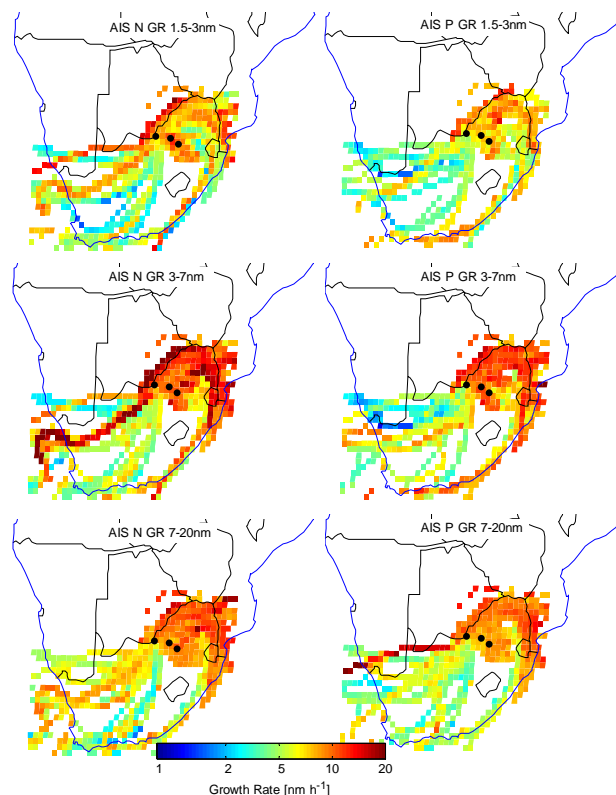 AIS N GR 1.5-3nm
AIS P GR 1.5-3nm
AIS N GR 3-7nm
AIS P GR 3-7nm
AIS N GR 7-20nm
AIS P GR 7-20nm
1 2 5 10 20
Growth Rate [nm h⁻¹]